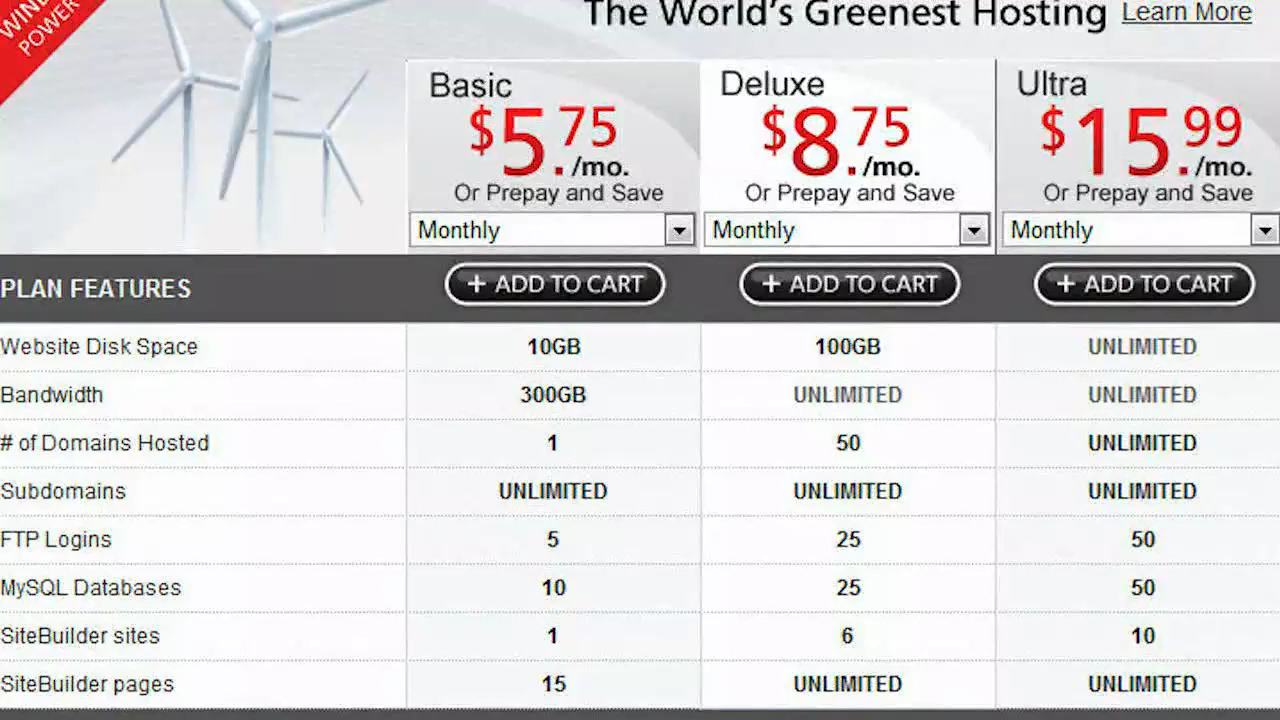 WIND
POWER
The World's Greenest Hosting Learn More
Basic Deluxe Ultra
$5.75/mo. $8.75/mo. $15.99/mo.
Or Prepay and Save Or Prepay and Save Or Prepay and Save
Monthly Monthly Monthly
PLAN FEATURES + ADD TO CART + ADD TO CART + ADD TO CART
Website Disk Space 10GB 100GB UNLIMITED
Bandwidth 300GB UNLIMITED UNLIMITED
# of Domains Hosted 1 50 UNLIMITED
Subdomains UNLIMITED UNLIMITED UNLIMITED
FTP Logins 5 25 50
MySQL Databases 10 25 50
SiteBuilder sites 1 6 10
SiteBuilder pages 15 UNLIMITED UNLIMITED